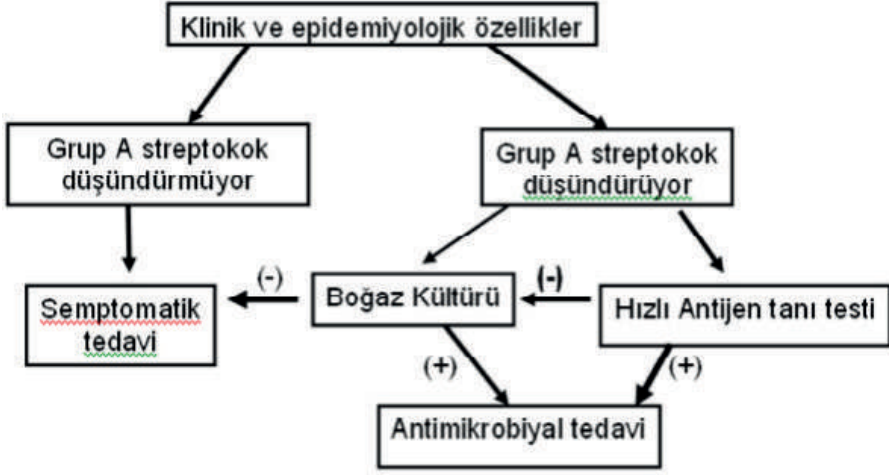 Klinik ve epidemiyolojik özellikler
Grup A streptokok
düşündürmüyor
Grup A streptokok
düşündürüyor
Semptomatik
tedavi
(-)
Boğaz Kültürü
(-)
Hızlı Antijen tanı testi
(+)
(+)
Antimikrobiyal tedavi